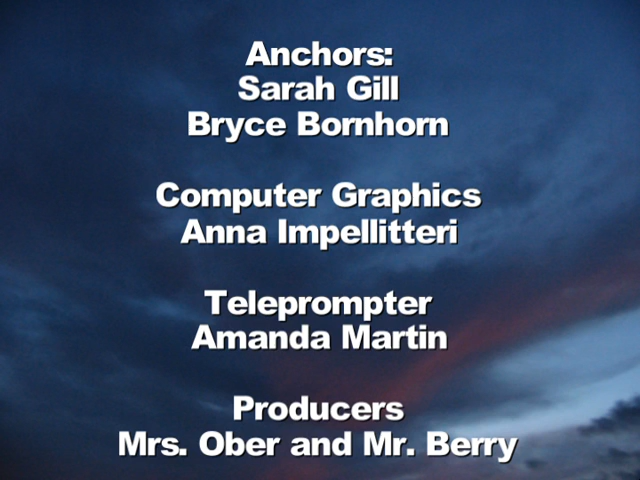 Anchors:
Sarah Gill
Bryce Bornhorn
Computer Graphics
Anna Impellitteri
Teleprompter
Amanda Martin
Producers
Mrs. Ober and Mr. Berry